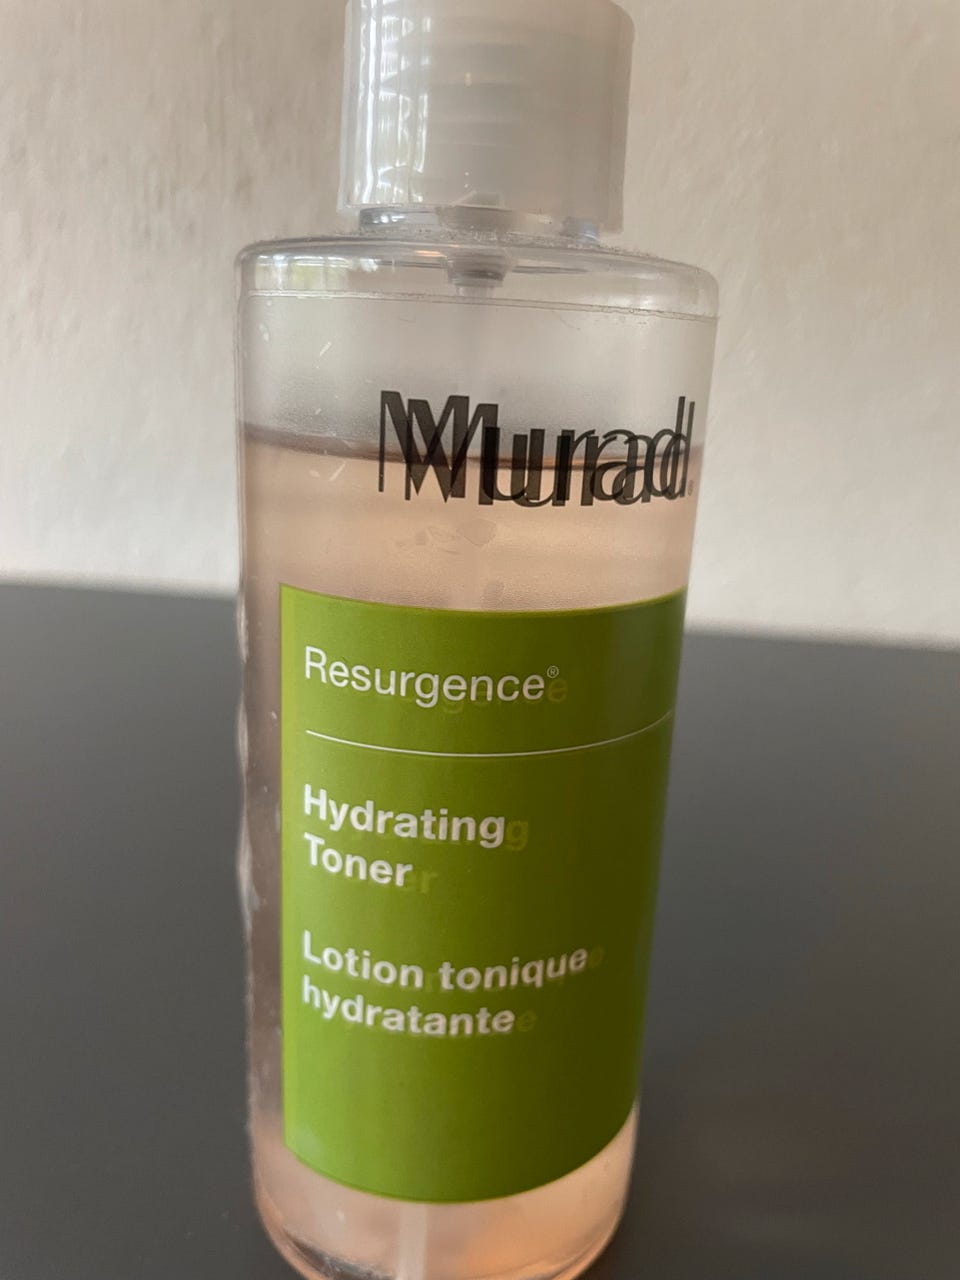 Murad.
Resurgence®
Hydrating
Toner
Lotion tonique
hydratante